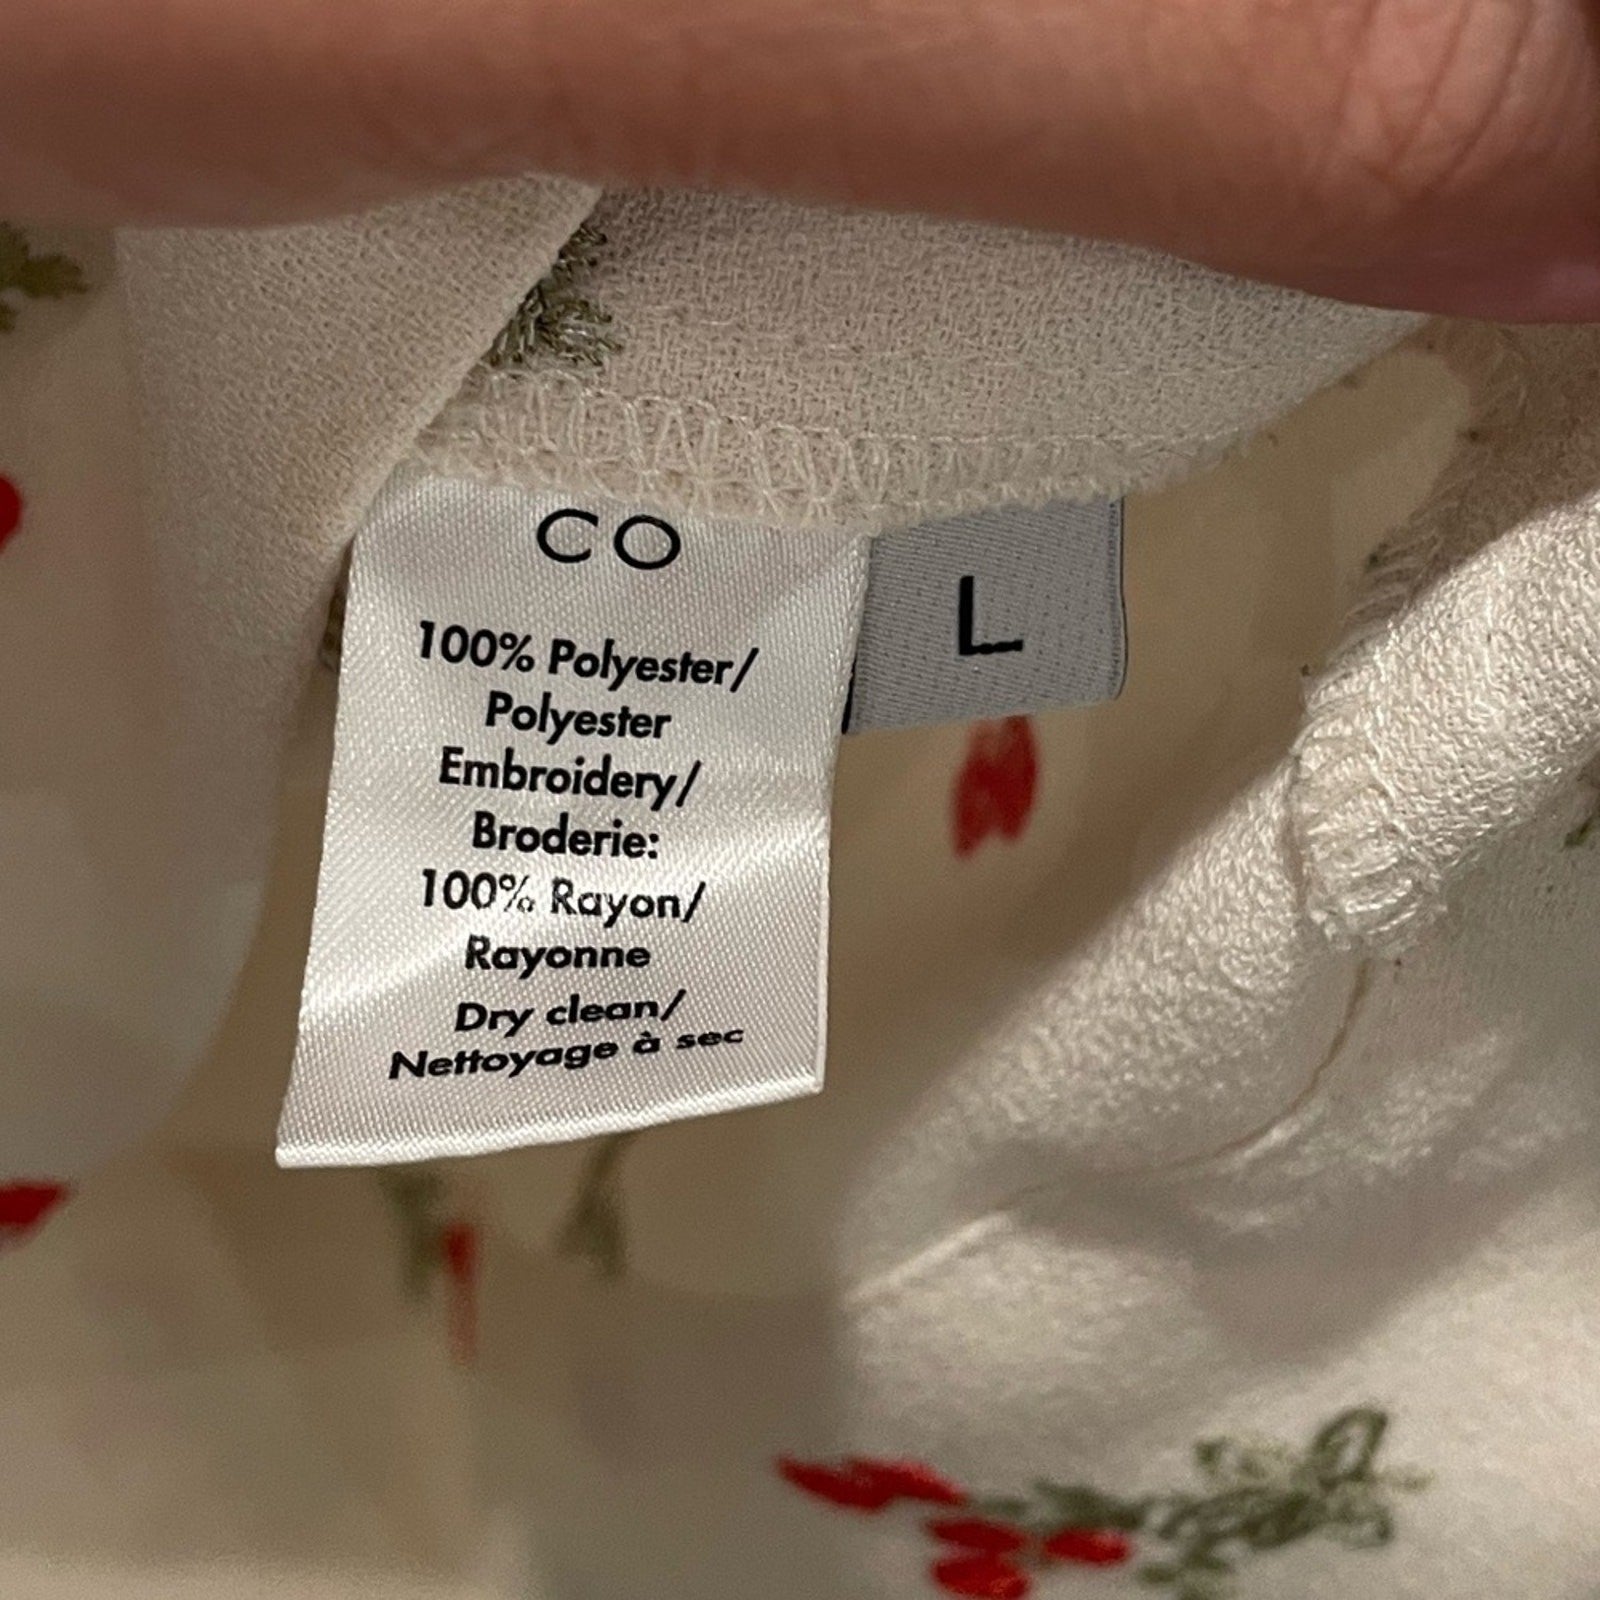 CO
L
100% Polyester/
Polyester
Embroidery/
Broderie:
100% Rayon/
Rayonne
Dry clean/
Nettoyage à sec